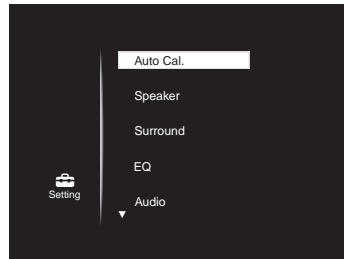 Auto Cal.
Speaker
Surround
EQ
Setting
Audio